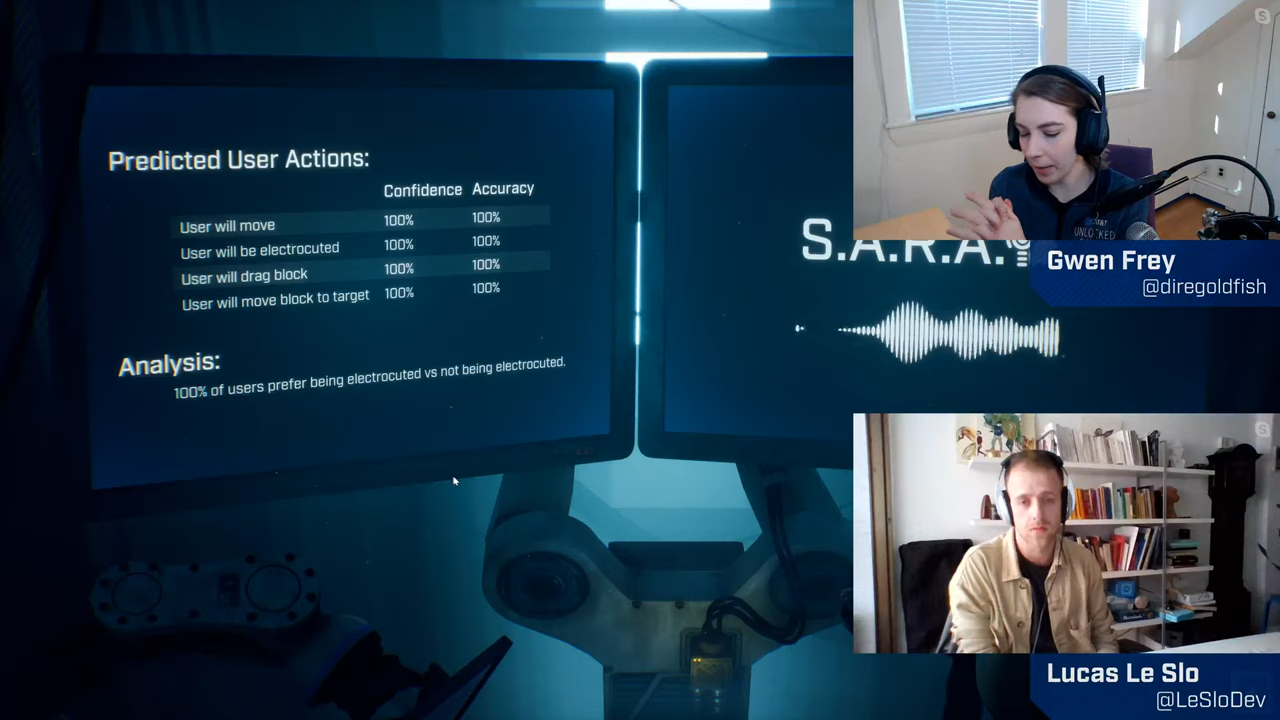 Predicted User Actions:
Confidence Accuracy
User will move 100% 100%
User will be electrocuted 100% 100%
User will drag block 100% 100%
User will move block to target 100% 100%
Analysis:
100% of users prefer being electrocuted vs not being electrocuted.
S.A.R.A.
UNLOCKED
Gwen Frey
@diregoldfish
Lucas Le Slo
@LeSloDev